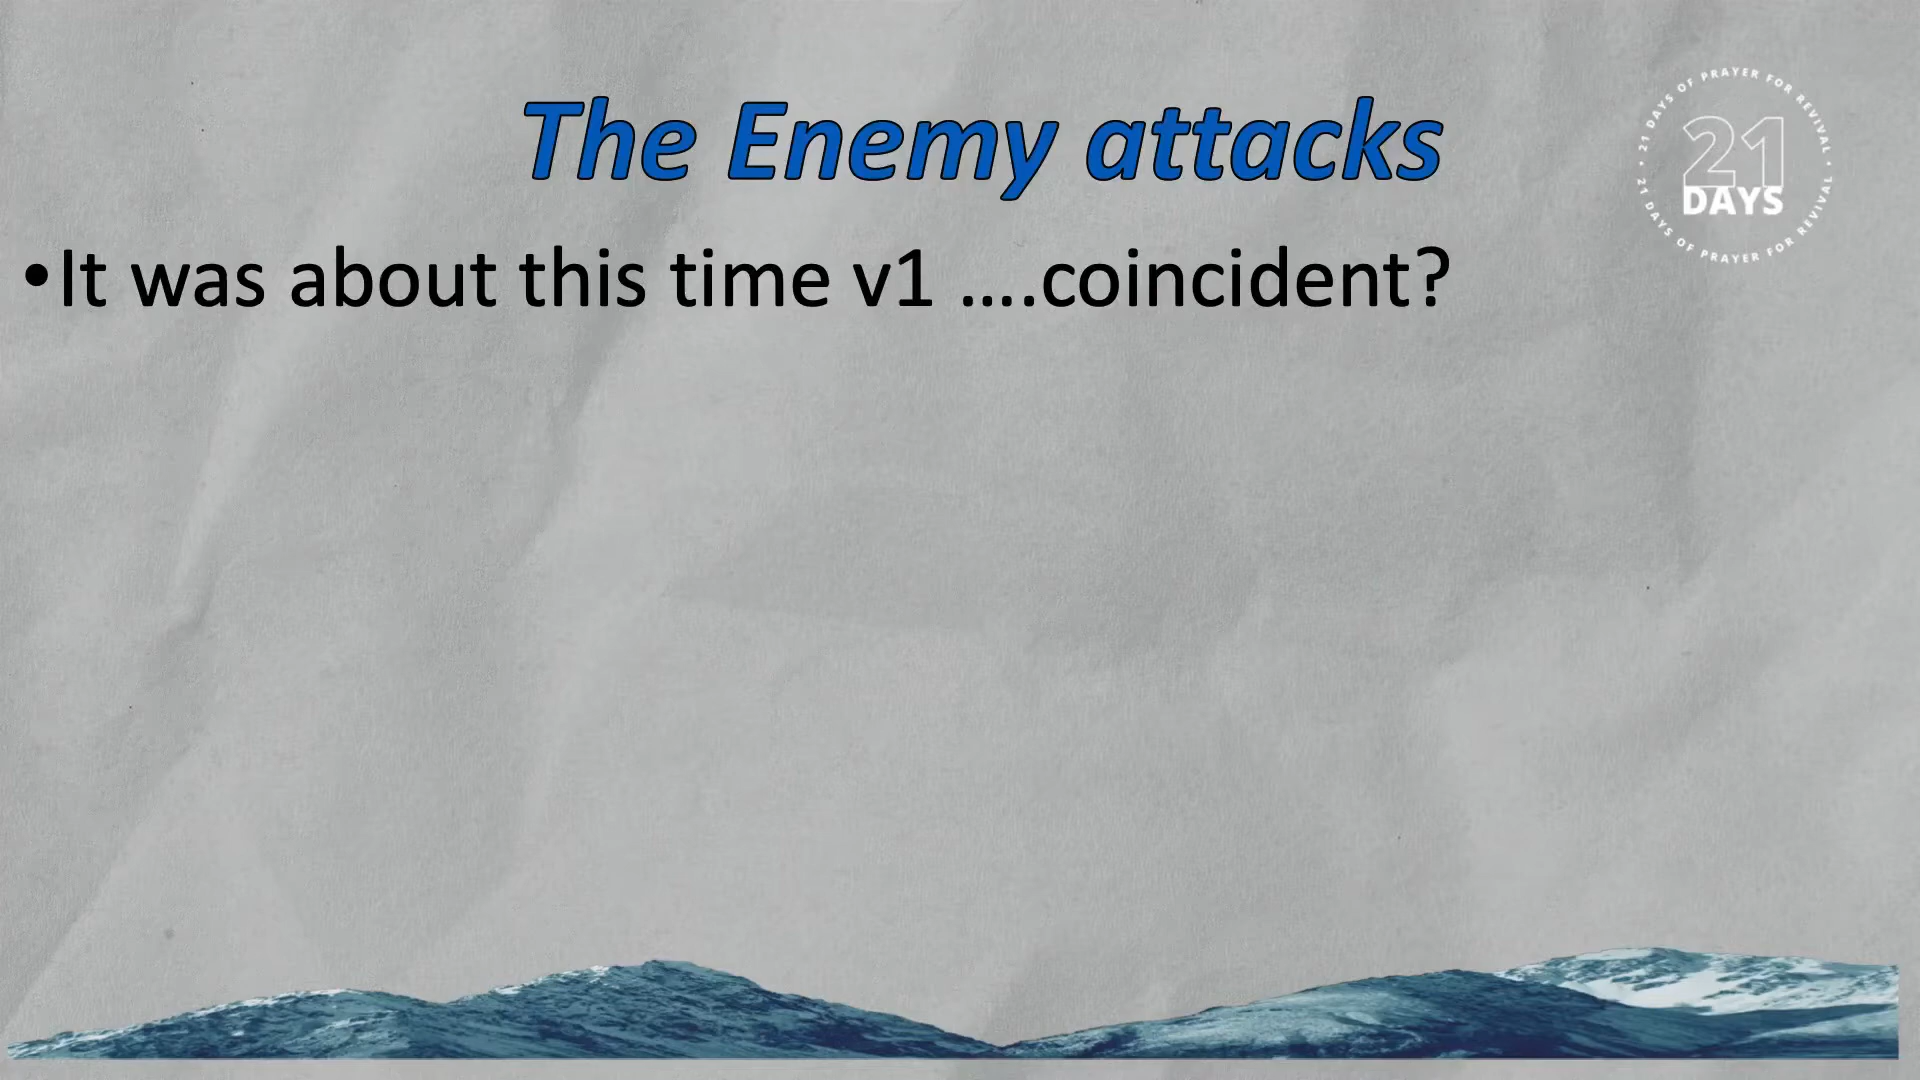 The Enemy attacks
•It was about this time v1 ....coincident?
• 21 DAYS OF PRAYER FOR REVIVAL • 21 DAYS OF PRAYER FOR REVIVAL
21
DAYS